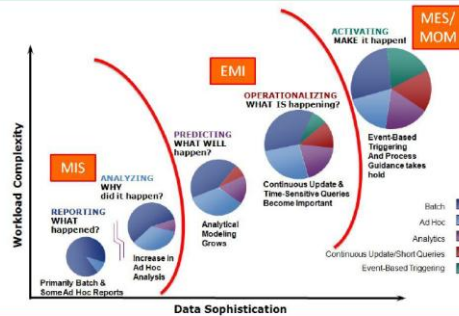 MES/
MOM
ACTIVATING
MAKE it happen!
EMI
OPERATIONALIZING
WHAT IS happening?
Event-Based
Triggering
And Process
Guidance takes
hold
PREDICTING
WHAT WILL
happen?
Continuous Update &
Time-Sensitive Queries
Become Important
MIS
ANALYZING
WHY
did it happen?
Analytical
Modeling
Grows
REPORTING
WHAT
happened?
Increase in
Ad Hoc
Analysis
Primarily Batch &
Some Ad Hoc Reports
Batch
Ad Hoc
Analytics
Continuous Update/Short Queries
Event-Based Triggering
Workload Complexity
Data Sophistication